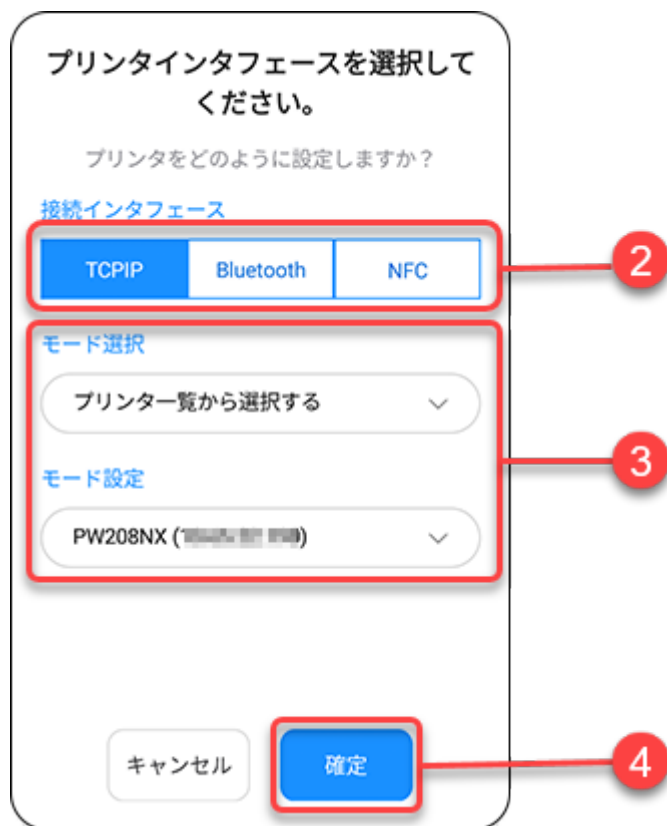 プリンタインタフェースを選択して
ください。
プリンタをどのように設定しますか？
接続インタフェース
TCPIP Bluetooth NFC
2
モード選択
プリンター覧から選択する
3
モード設定
PW208NX ( )
キャンセル 確定
4